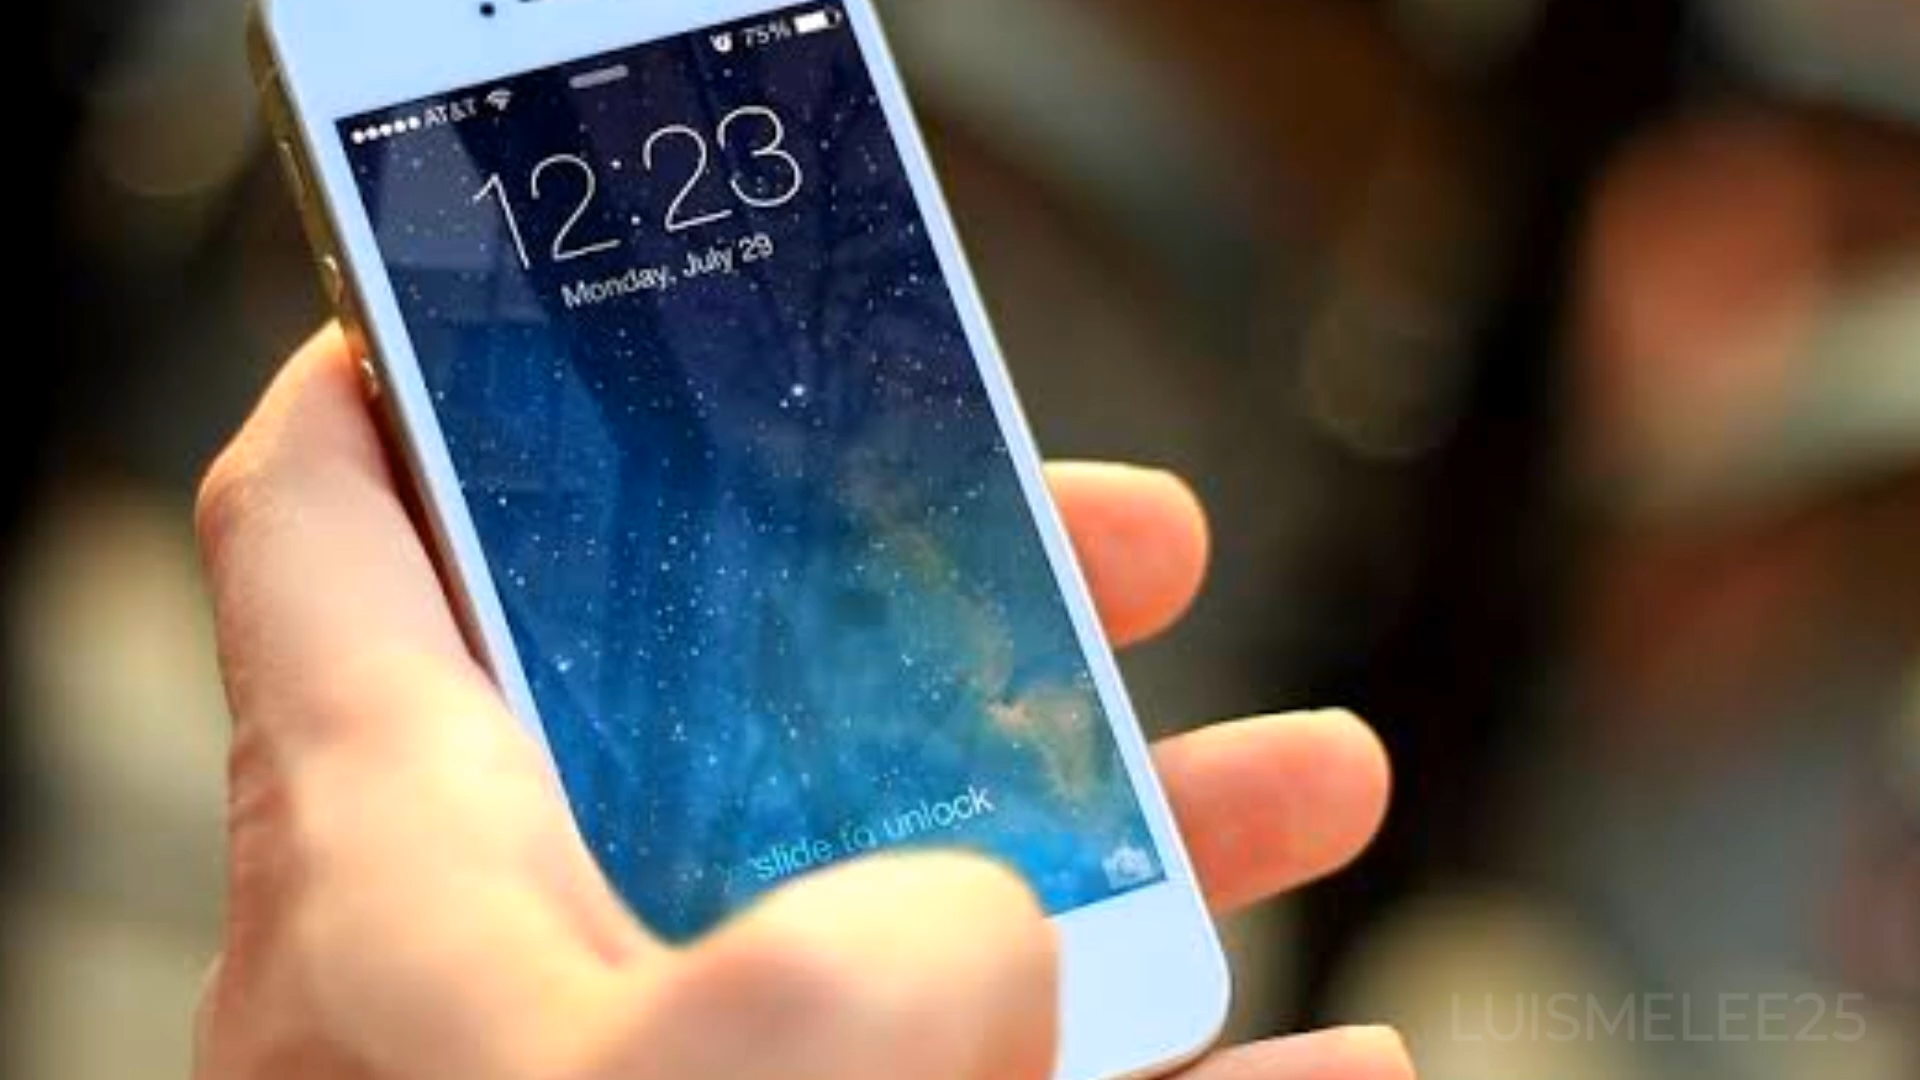 AT&T 75%
12:23
Monday, July 29
slide to unlock
LUISMELEE25